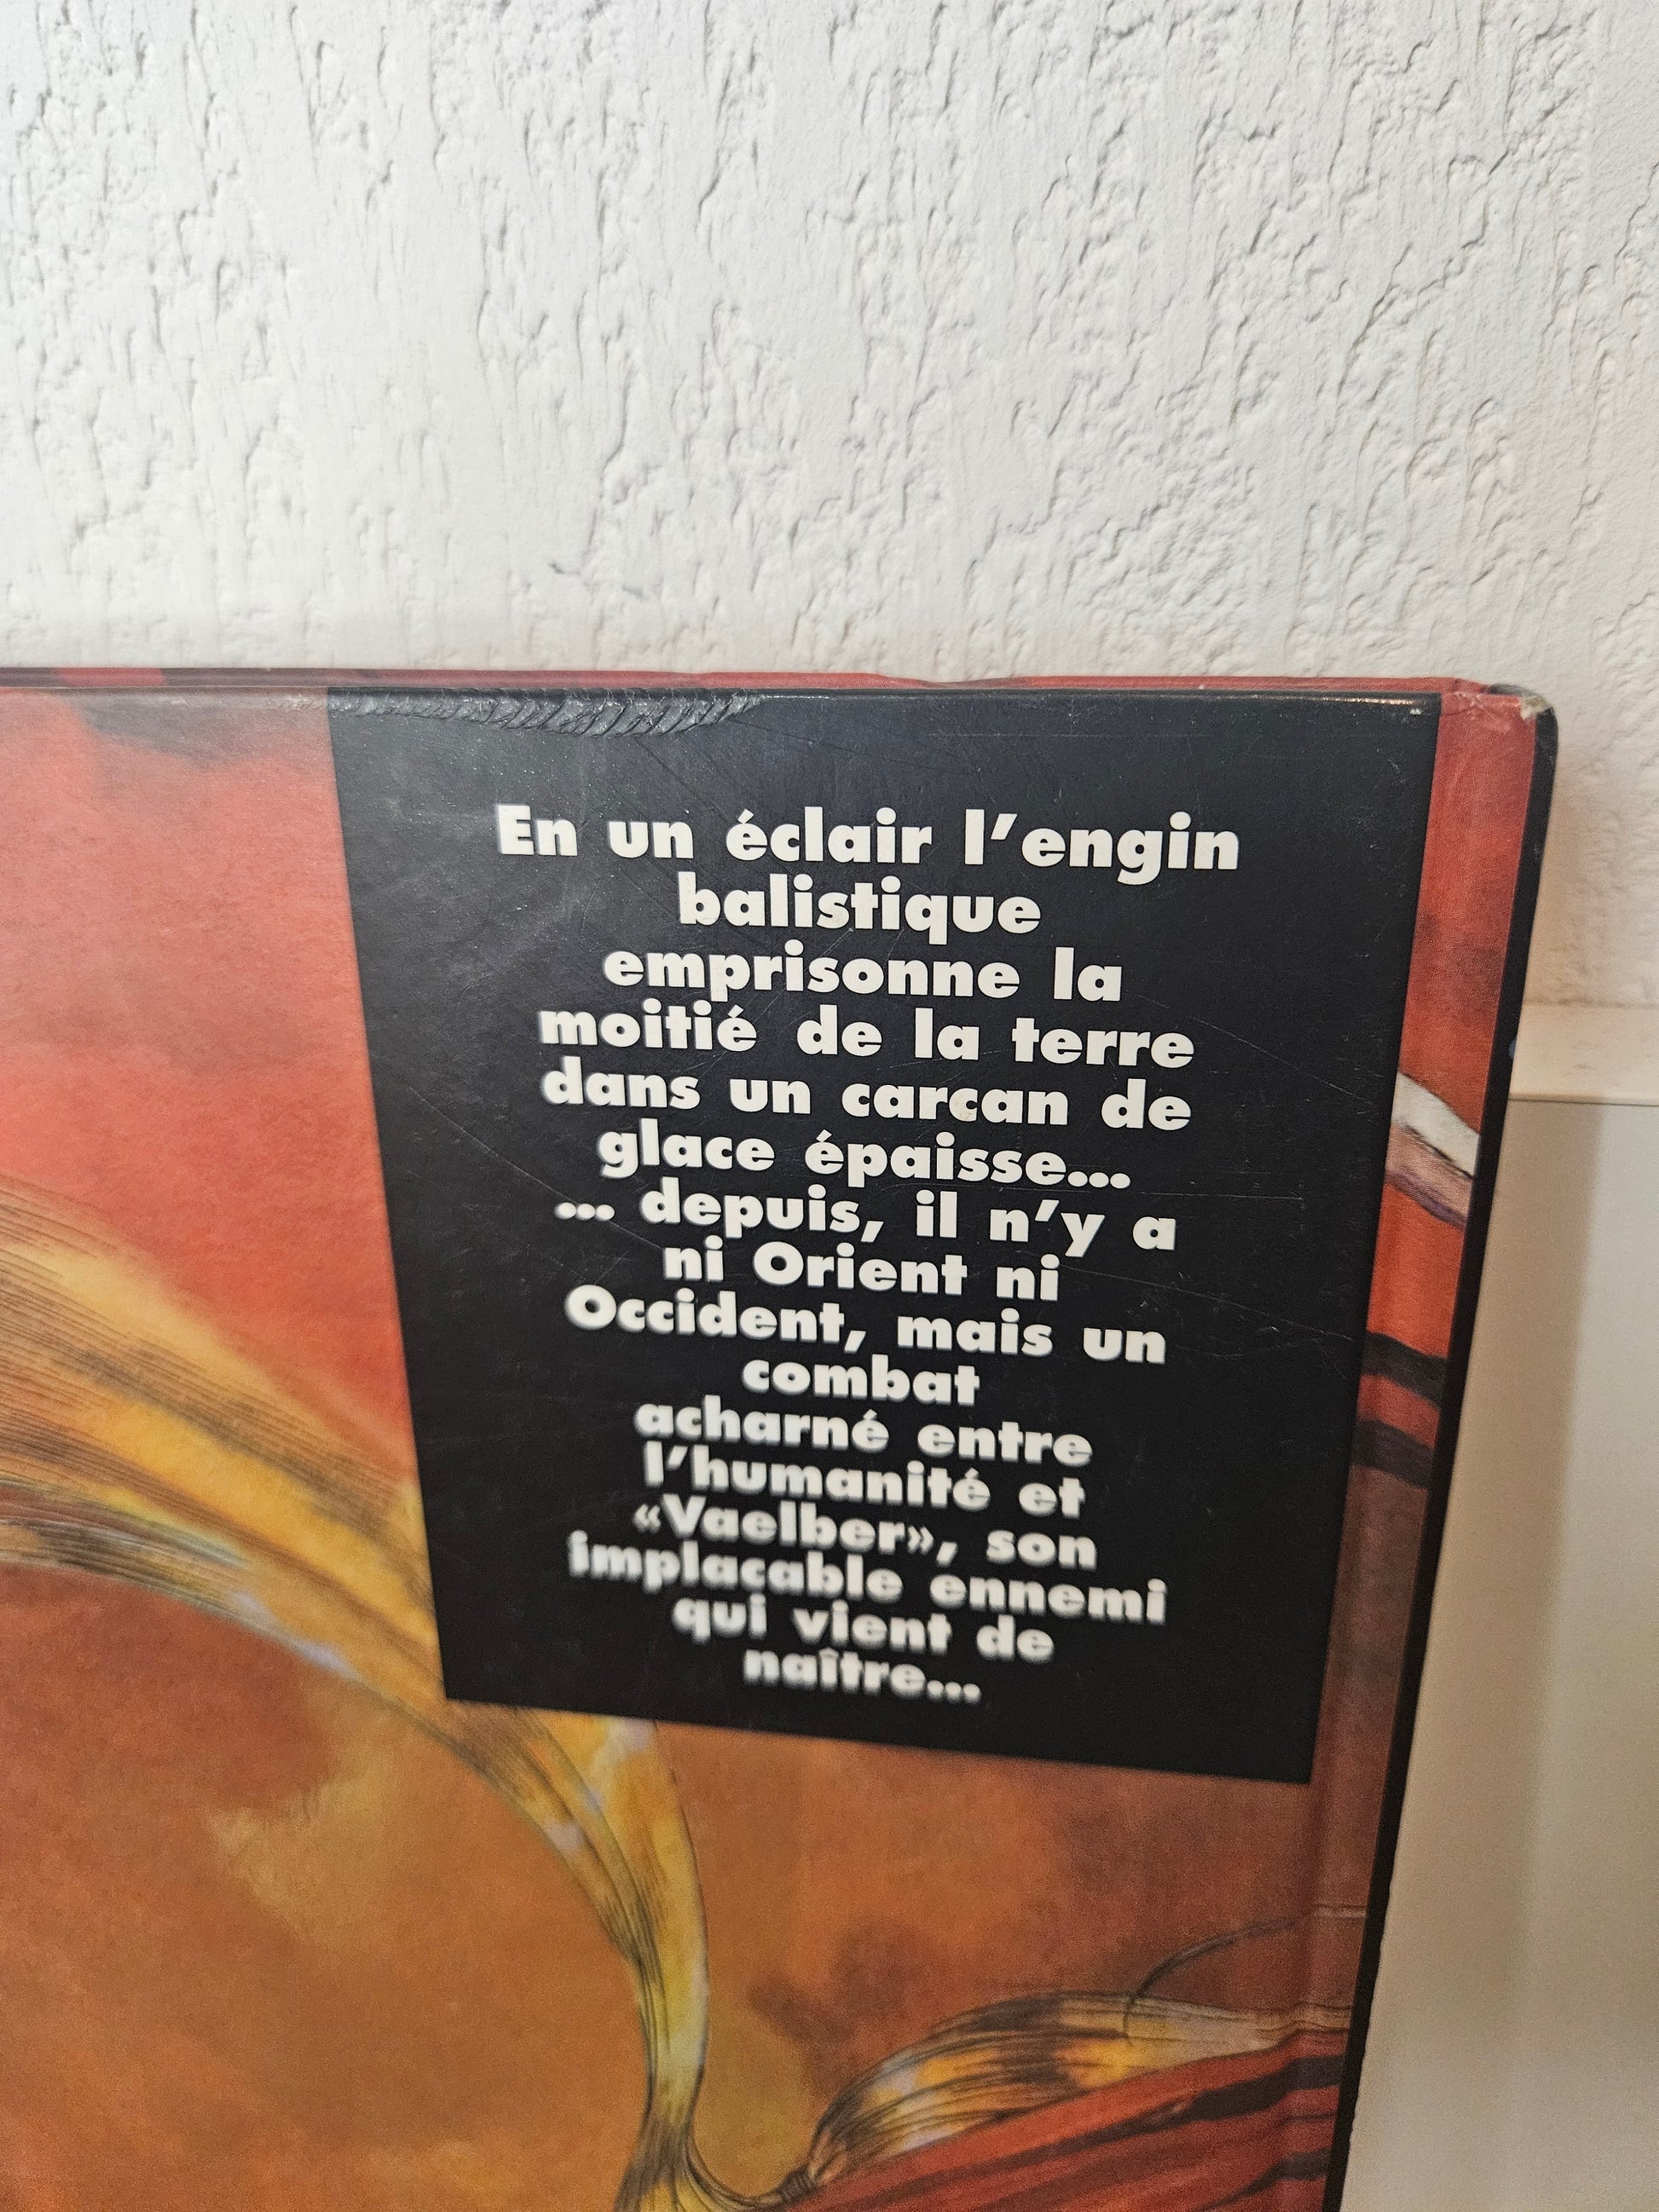 En un éclair l'engin
balistique
emprisonne la
moitié de la terre
dans un carcan de
glace épaisse...
... depuis, il n'y a
ni Orient ni
Occident, mais un
combat
acharné entre
l'humanité et
«Vaelber», son
implacable ennemi
qui vient de
naître...